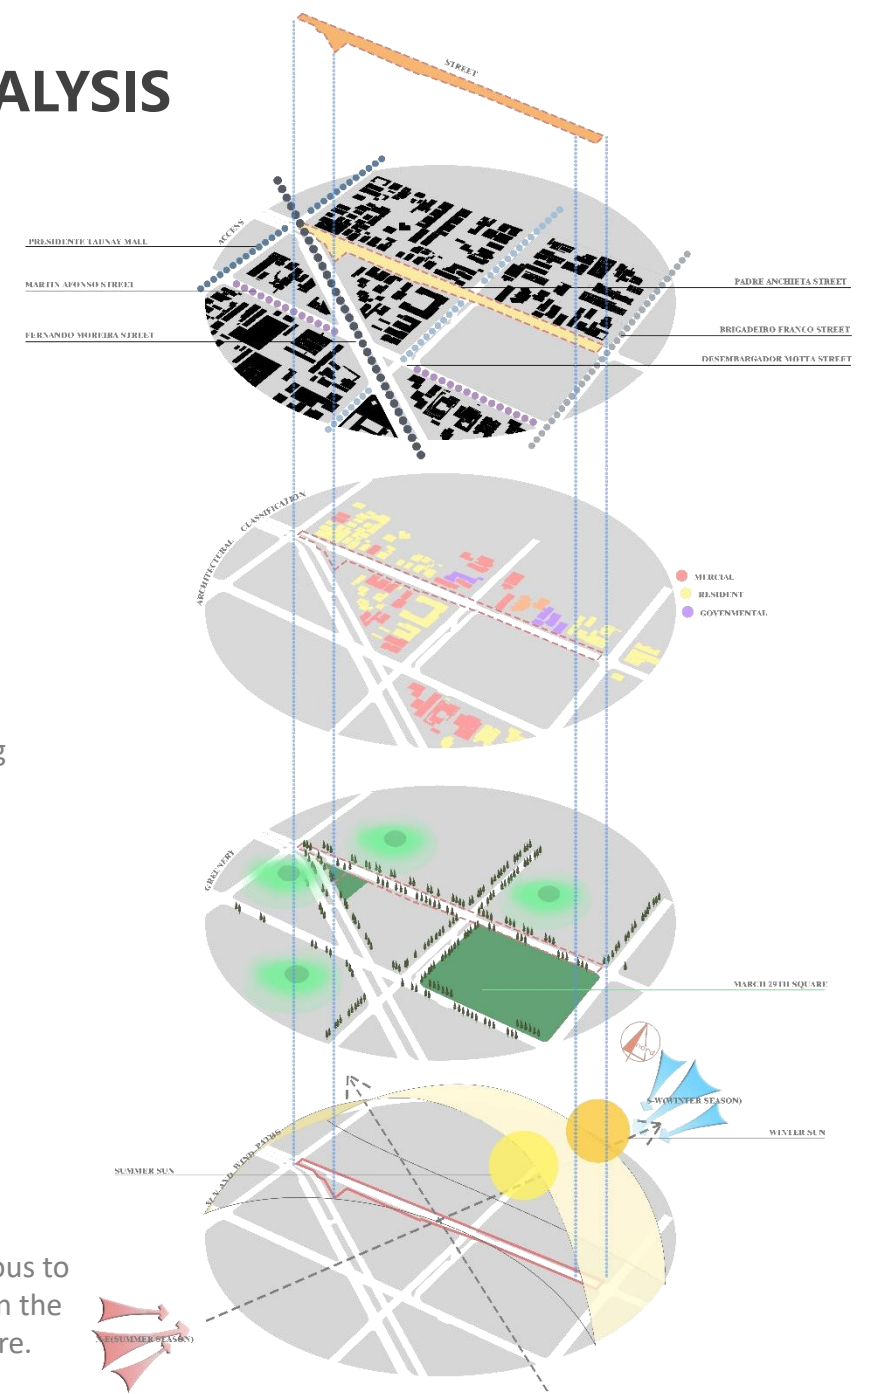 ALYSIS
STREET
ACCESS
PRESIDENTE TAUNAY MALL
MARTIN AFONSO STREET
FERNANDO MOREIRA STREET
PADRE ANCHIETA STREET
BRIGADEIRO FRANCO STREET
DESEMBARGADOR MOTTA STREET
ARCHITECTURAL CLASSIFICATION
MERCIAL
RESIDENT
GOVENMENTAL
g
GREENERY
MARCH 29TH SQUARE
nord
S-W(WINTER SEASON)
WINTER SUN
SUN AND WIND PATHS
SUMMER SUN
ous to
n the
re.
(SUMMER SEASON)